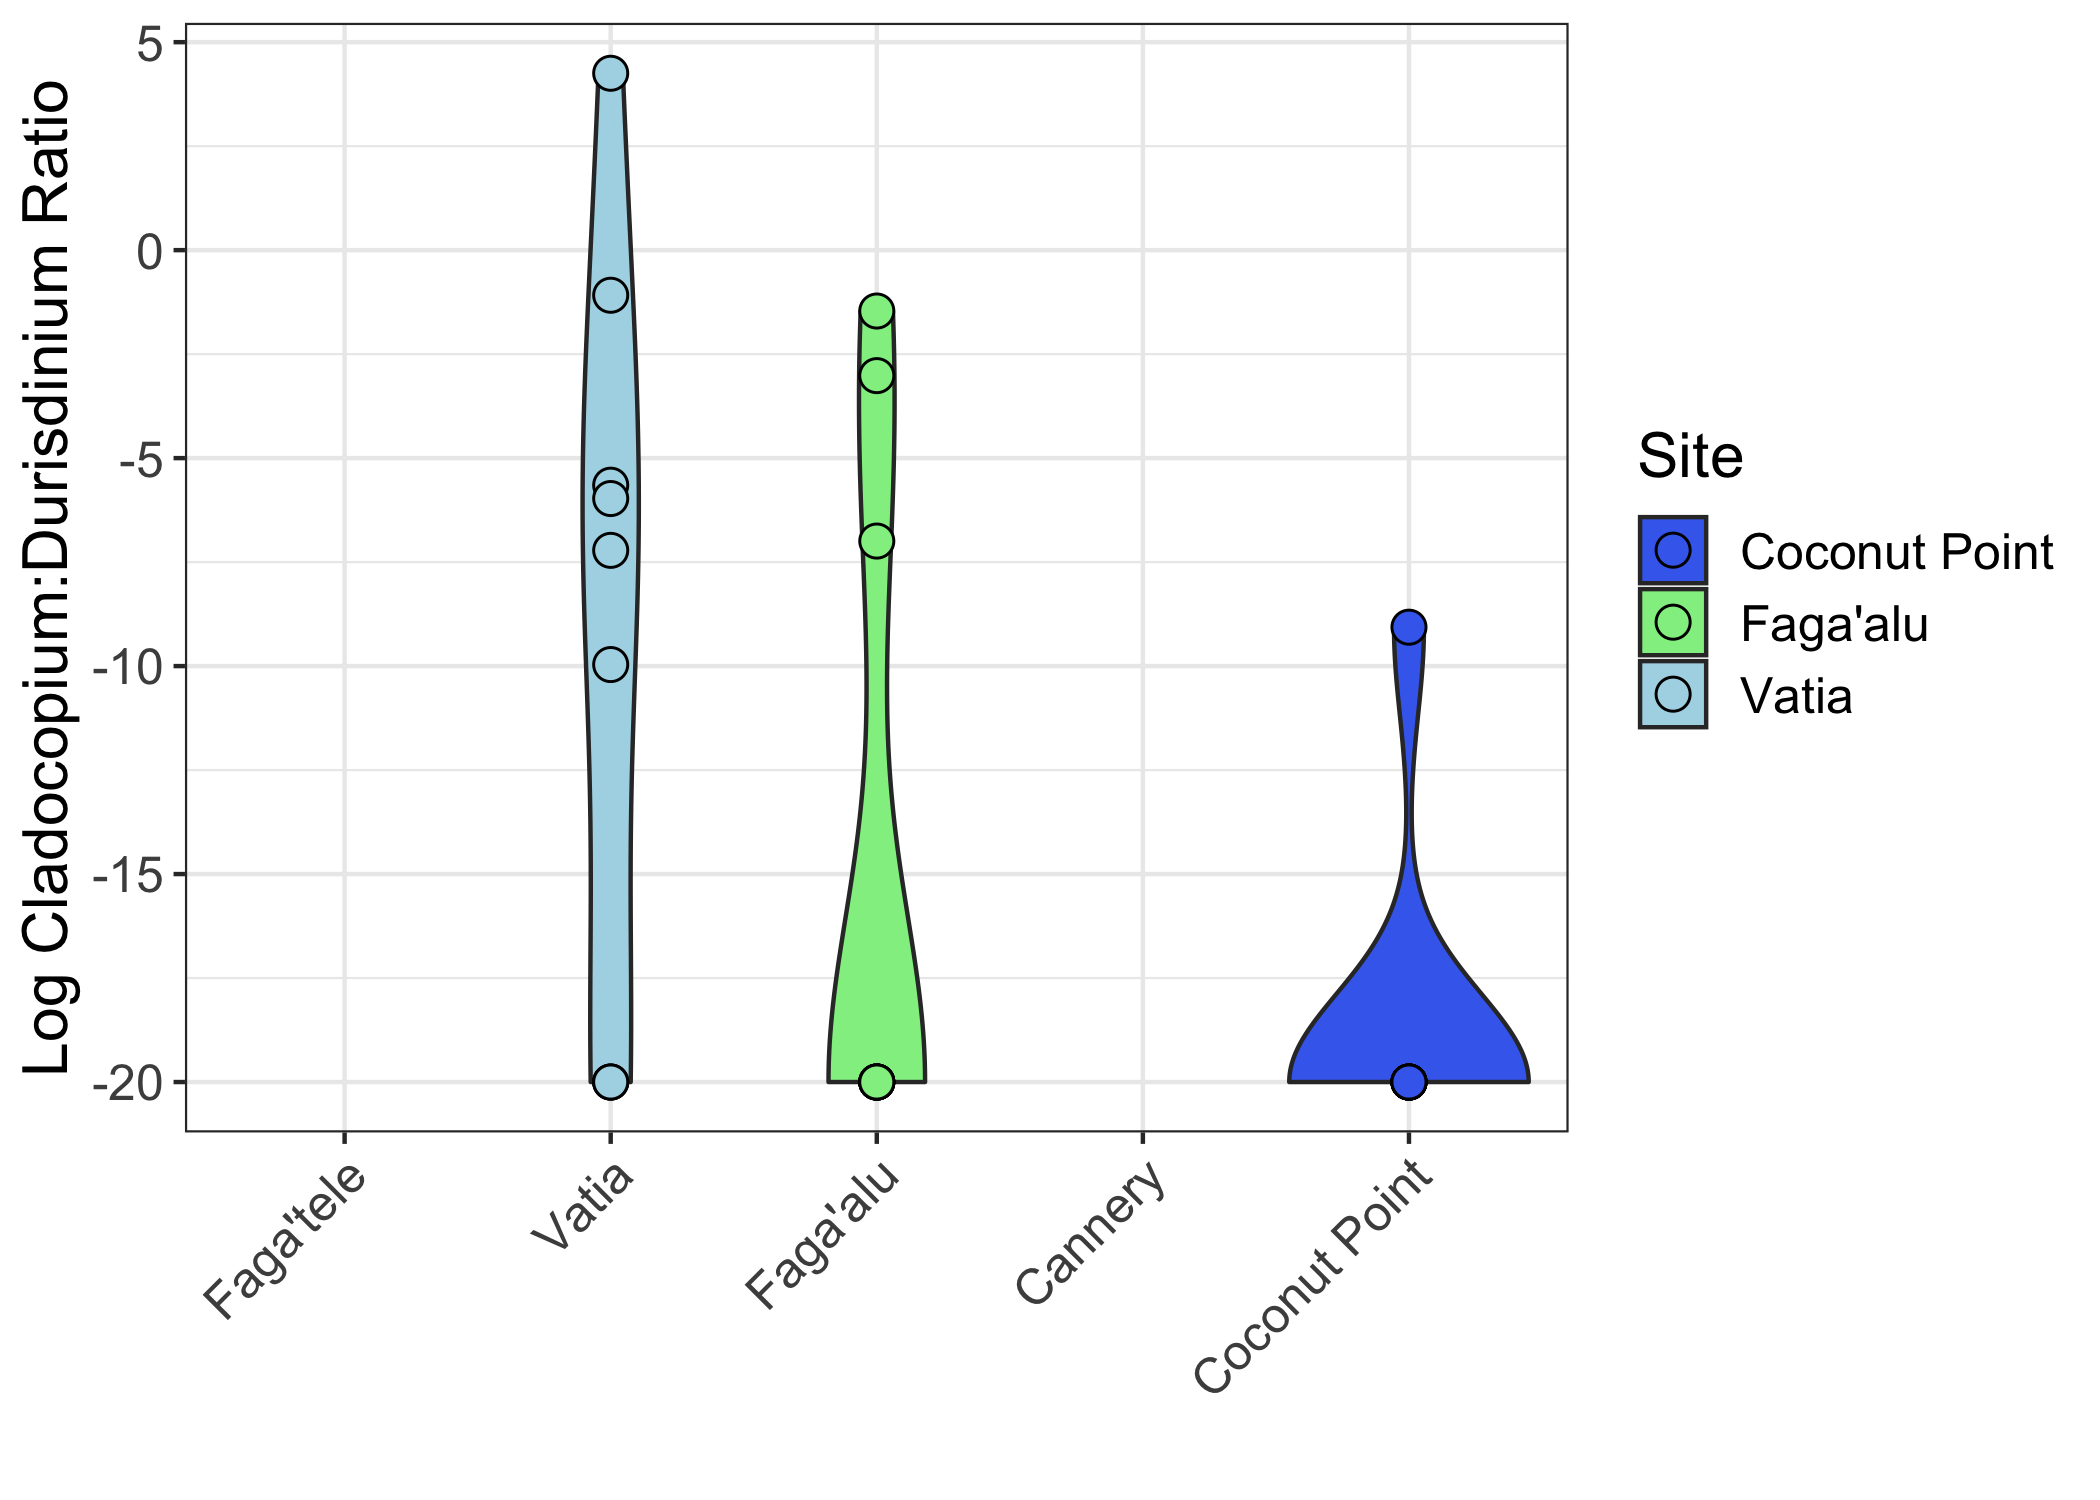 Log Cladocopium:Durisdinium Ratio
5
0
-5
-10
-15
-20
Faga'tele
Vatia
Faga'alu
Cannery
Coconut Point
Site
Coconut Point
Faga'alu
Vatia